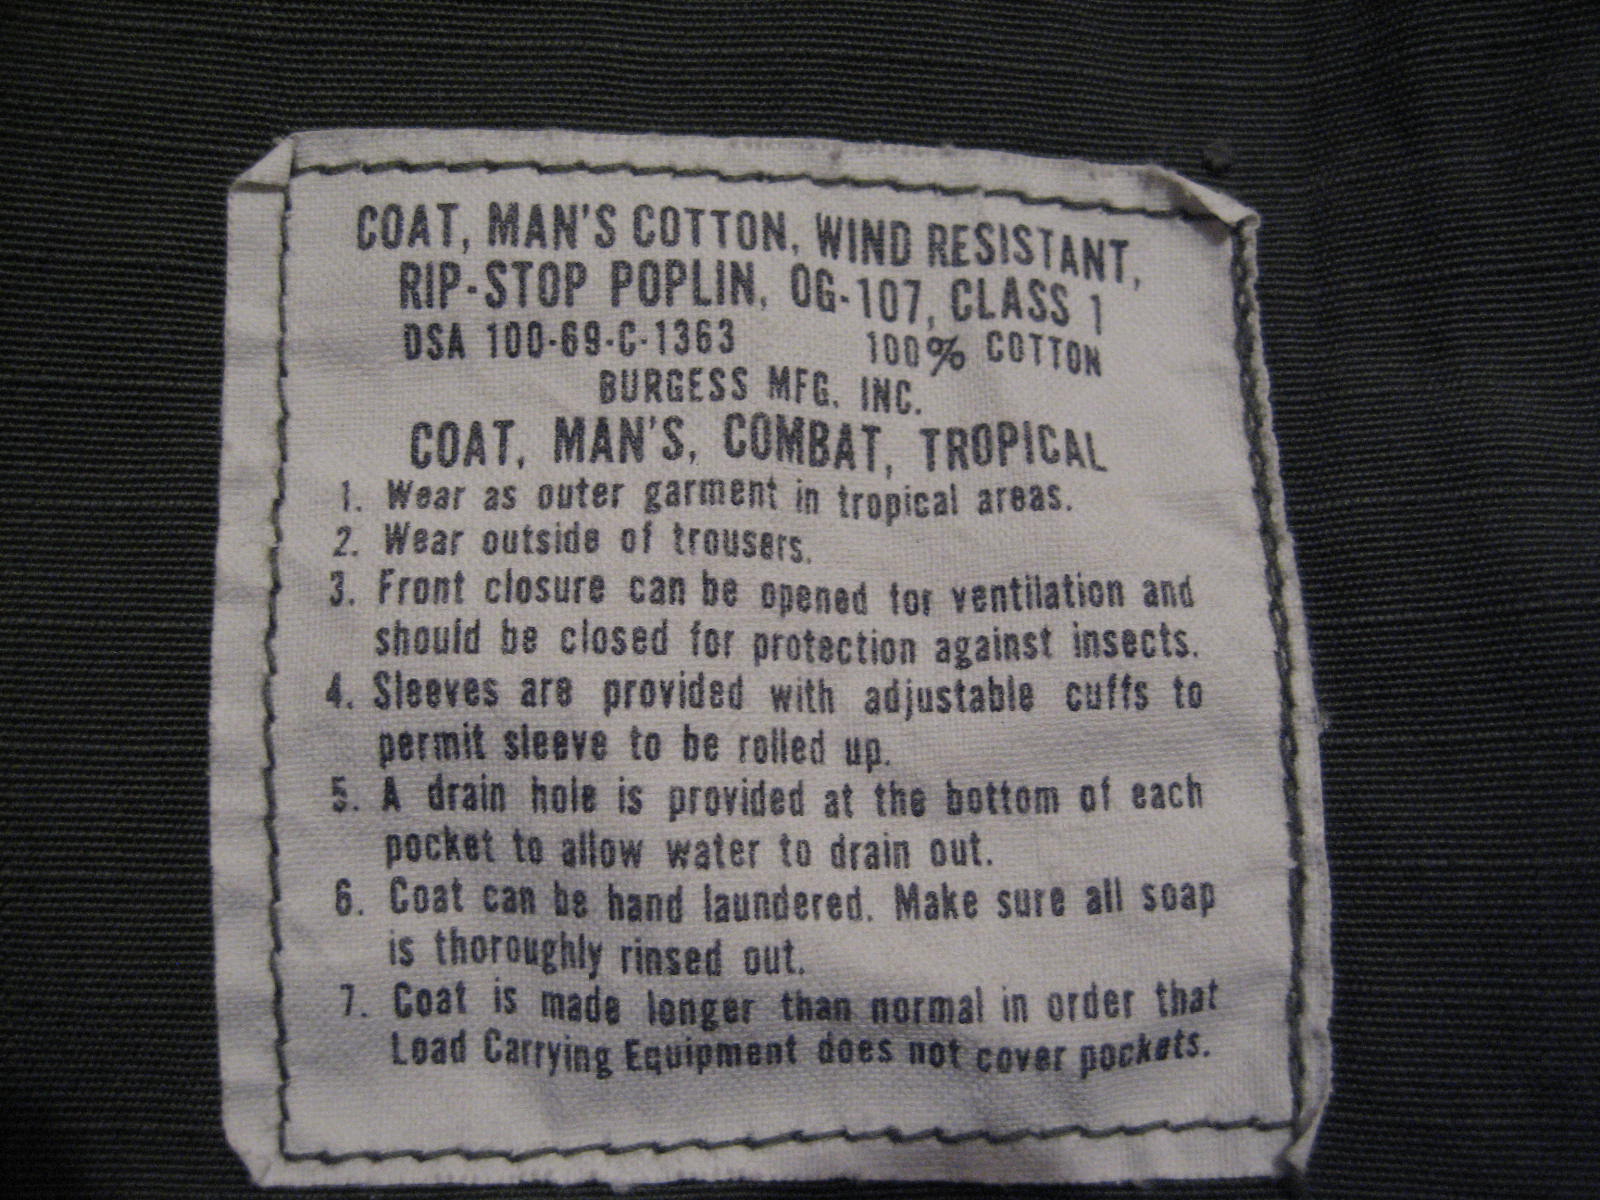 COAT, MAN'S COTTON, WIND RESISTANT,
RIP-STOP POPLIN, OG-107, CLASS 1
DSA 100-69-C-1363 100% COTTON
BURGESS MFG. INC.
COAT, MAN'S, COMBAT, TROPICAL
1. Wear as outer garment in tropical areas.
2. Wear outside of trousers.
3. Front closure can be opened for ventilation and
should be closed for protection against insects.
4. Sleeves are provided with adjustable cuffs to
permit sleeve to be rolled up.
5. A drain hole is provided at the bottom of each
pocket to allow water to drain out.
6. Coat can be hand laundered. Make sure all soap
is thoroughly rinsed out.
7. Coat is made longer than normal in order that
Load Carrying Equipment does not cover pockets.